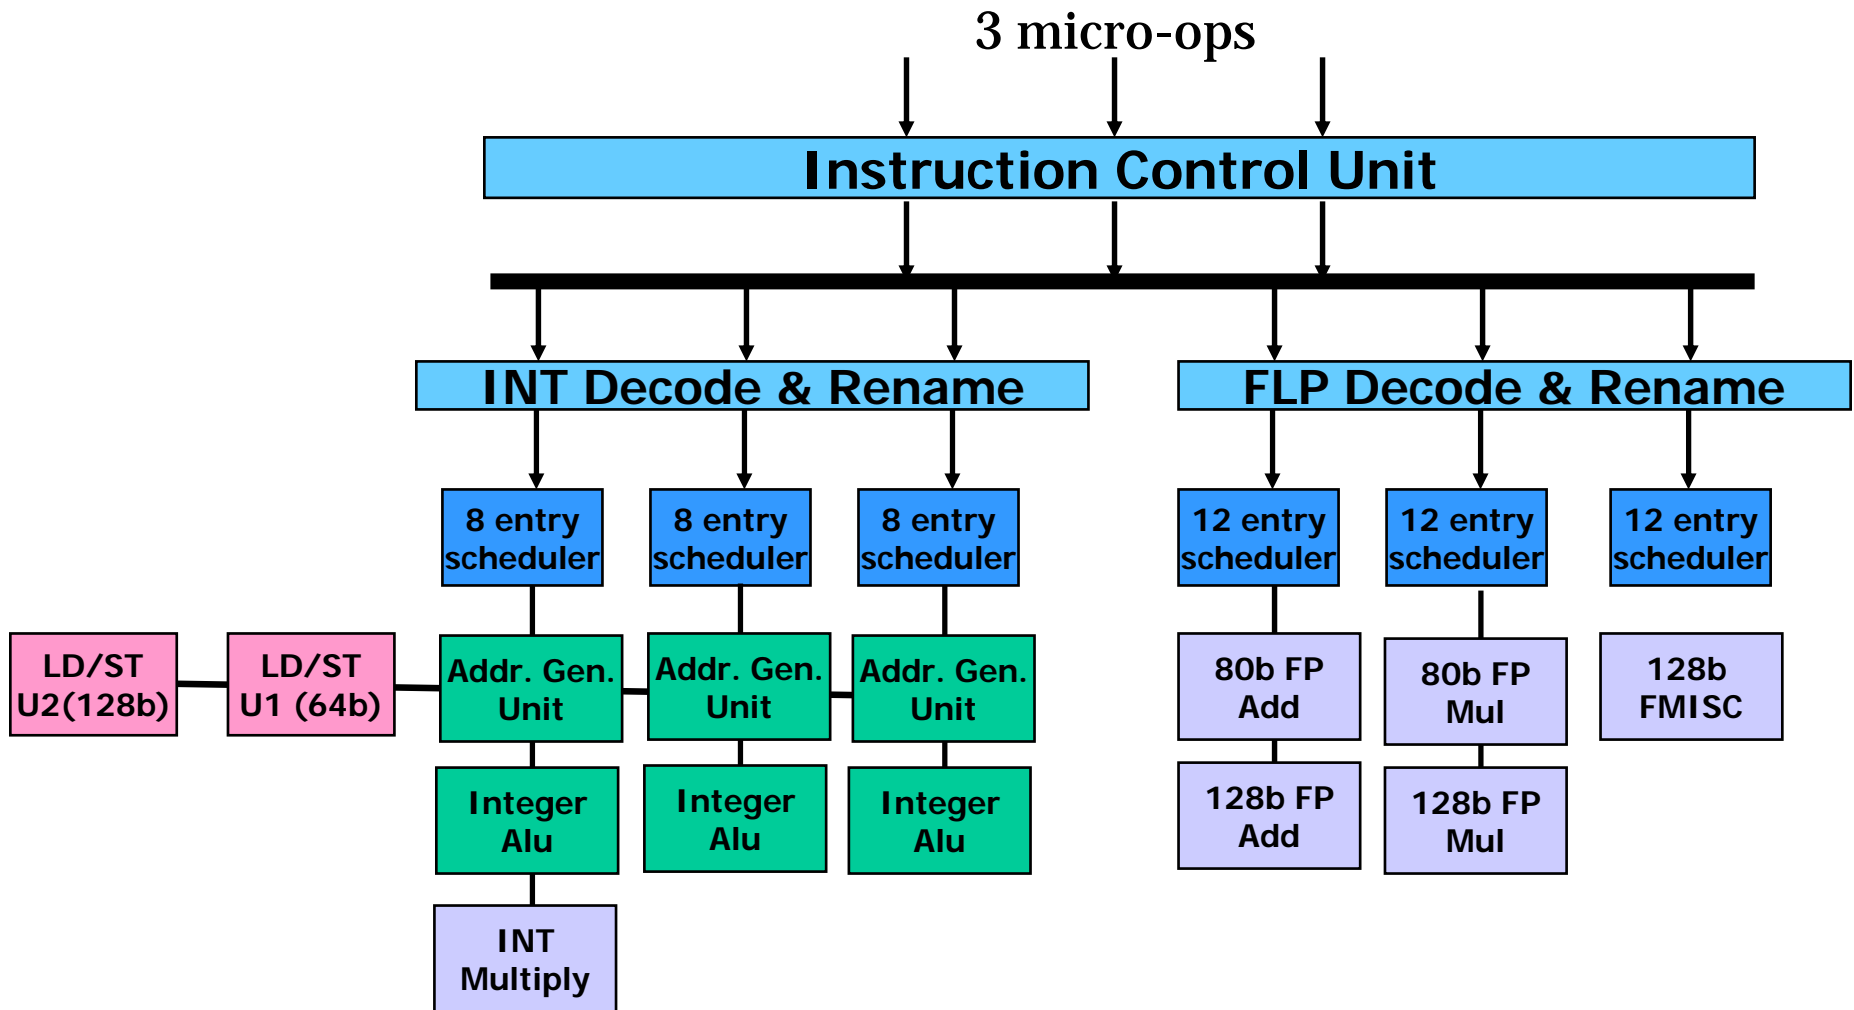 3 micro-ops
Instruction Control Unit
INT Decode & Rename
FLP Decode & Rename
8 entry
scheduler
8 entry
scheduler
8 entry
scheduler
12 entry
scheduler
12 entry
scheduler
12 entry
scheduler
LD/ST
U2(128b)
LD/ST
U1 (64b)
Addr. Gen.
Unit
Addr. Gen.
Unit
Addr. Gen.
Unit
80b FP
Add
80b FP
Mul
128b
FMISC
Integer
Alu
Integer
Alu
Integer
Alu
128b FP
Add
128b FP
Mul
INT
Multiply